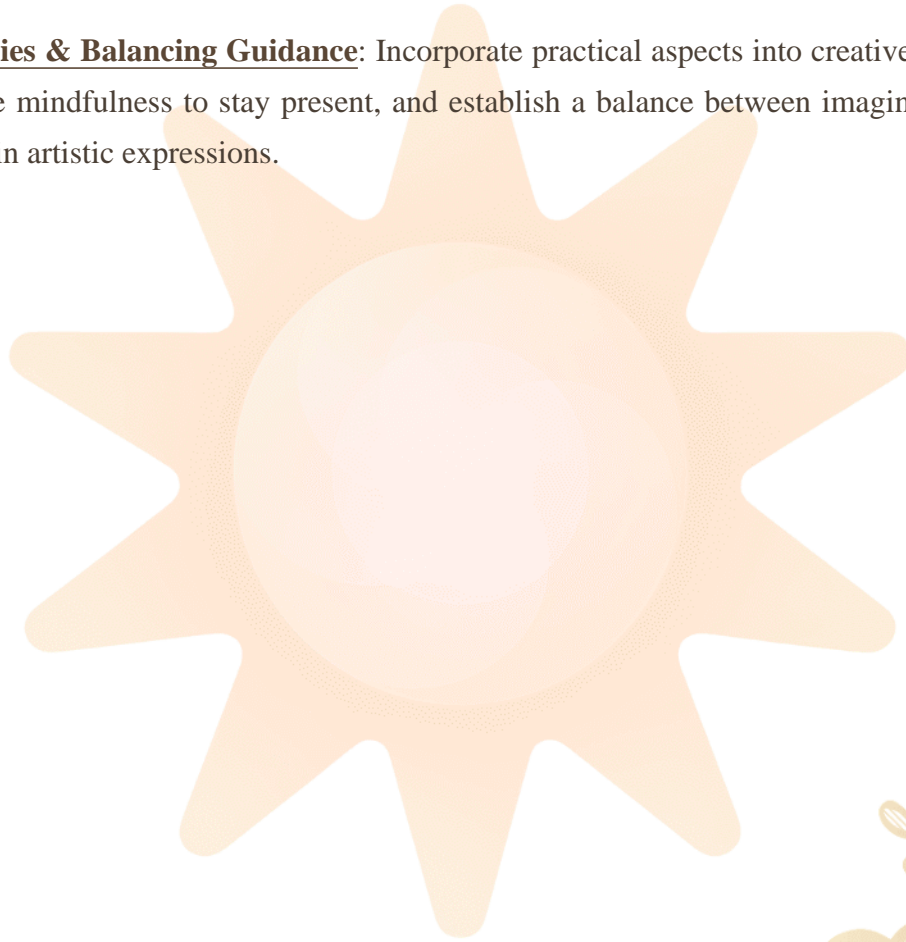 ies & Balancing Guidance: Incorporate practical aspects into creative
e mindfulness to stay present, and establish a balance between imagin
in artistic expressions.